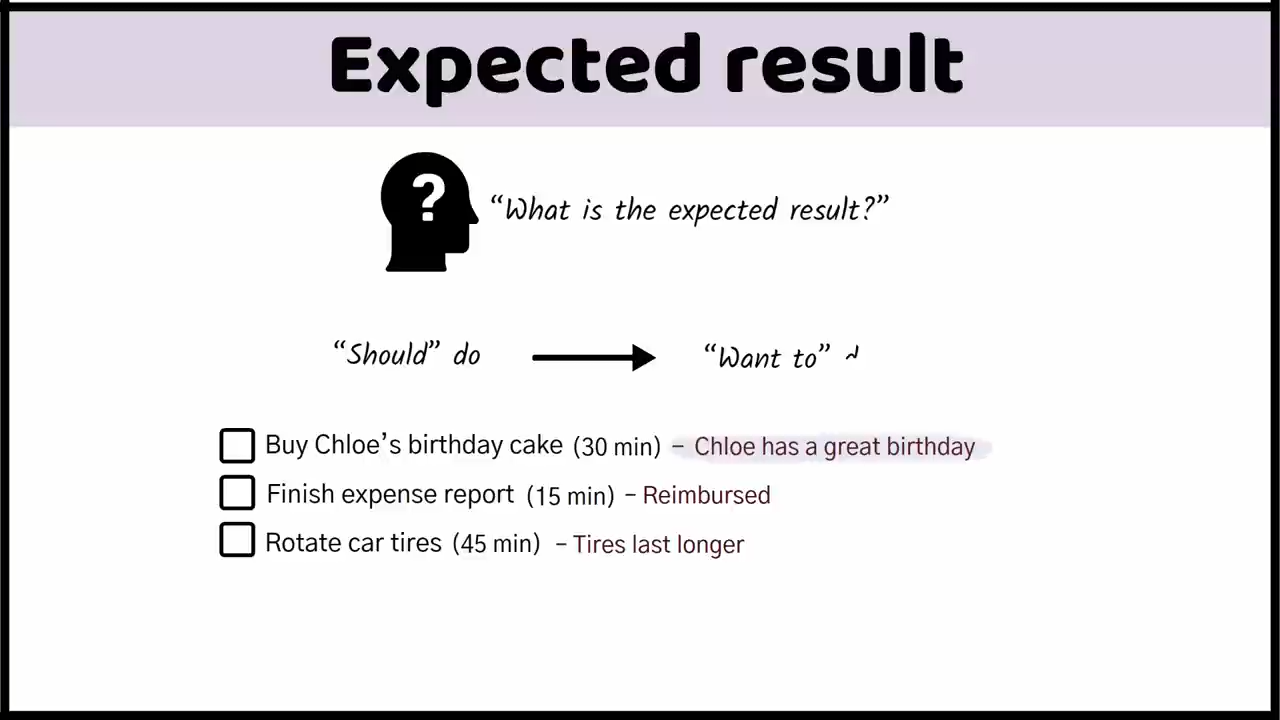 Expected result
?
“What is the expected result?”
“Should” do
“Want to”
Buy Chloe’s birthday cake (30 min) – Chloe has a great birthday
Finish expense report (15 min) – Reimbursed
Rotate car tires (45 min) – Tires last longer